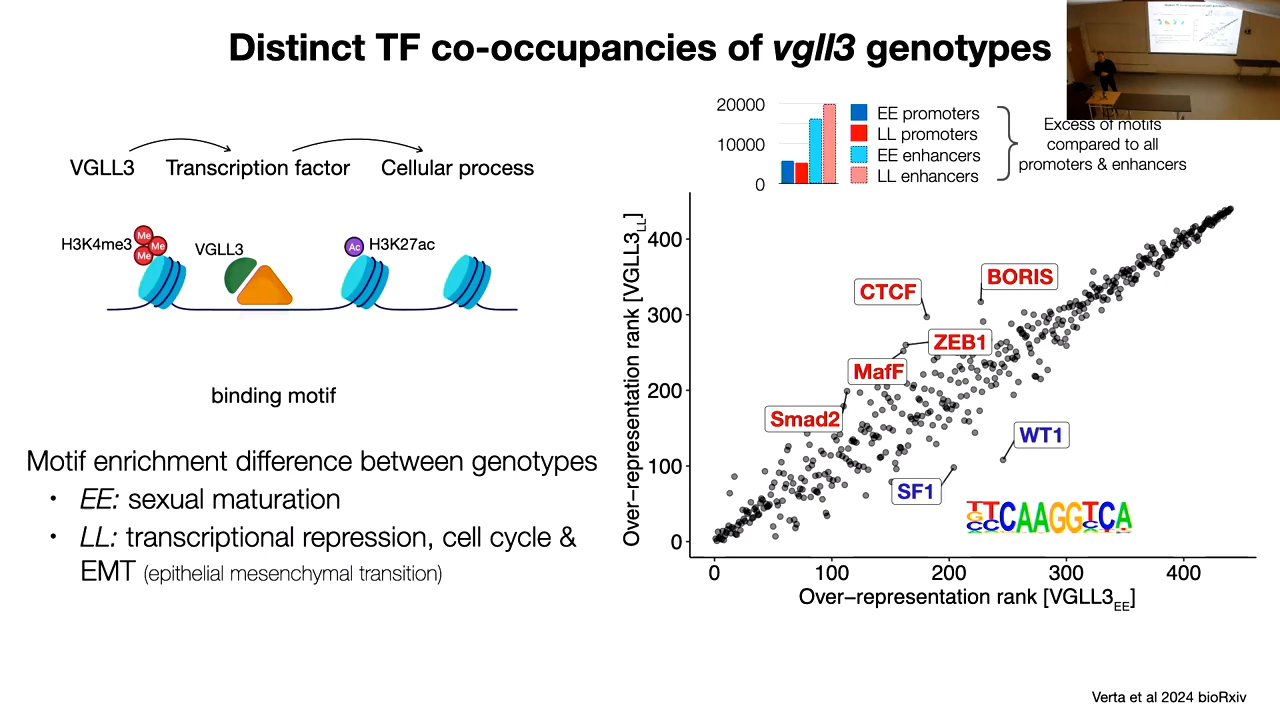 Distinct TF co-occupancies of vgll3 genotypes
VGLL3 Transcription factor Cellular process
H3K4me3
Me
Me
Me
VGLL3
Ac
H3K27ac
binding motif
Motif enrichment difference between genotypes
• EE: sexual maturation
• LL: transcriptional repression, cell cycle &
EMT (epithelial mesenchymal transition)
20000
10000
0
EE promoters
LL promoters
EE enhancers
LL enhancers
Excess of motifs
compared to all
promoters & enhancers
Over-representation rank [VGLL3LL]
400
300
200
100
0
CTCF
BORIS
ZEB1
MafF
Smad2
WT1
SF1
0 100 200 300 400
Over-representation rank [VGLL3EE]
Verta et al 2024 bioRxiv